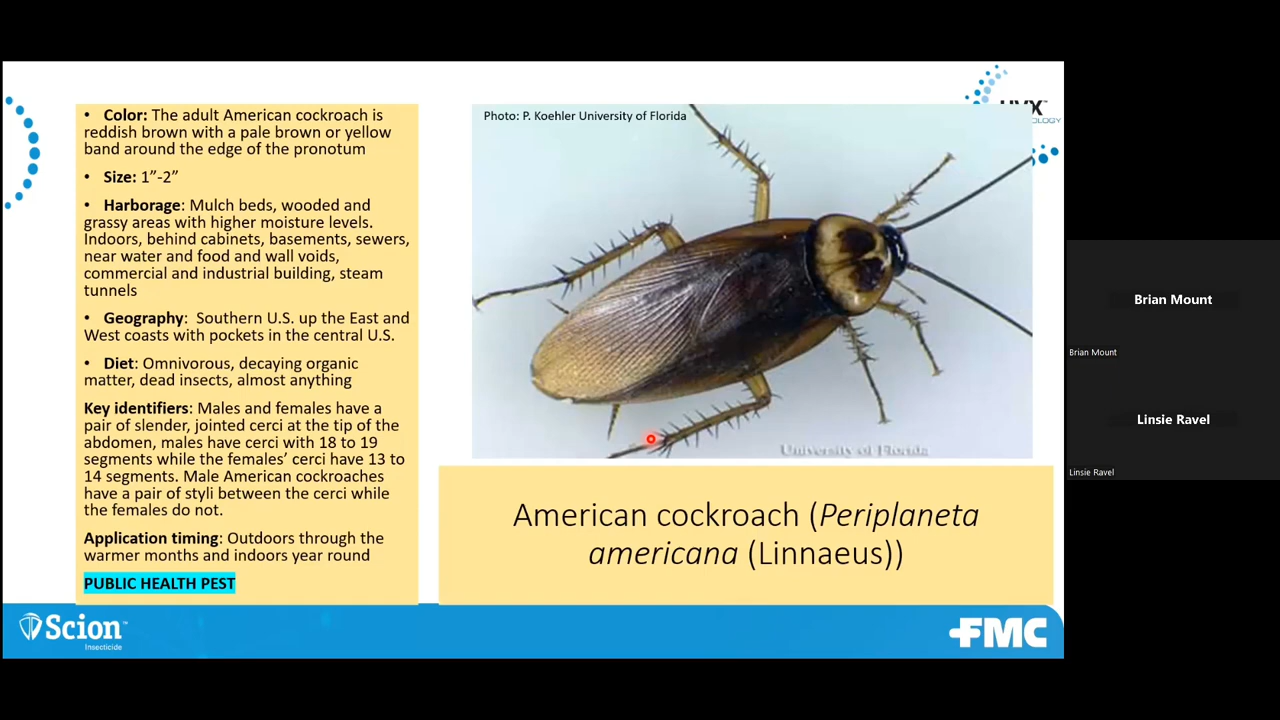 • Color: The adult American cockroach is
reddish brown with a pale brown or yellow
band around the edge of the pronotum
• Size: 1”-2”
• Harborage: Mulch beds, wooded and
grassy areas with higher moisture levels.
Indoors, behind cabinets, basements, sewers,
near water and food and wall voids,
commercial and industrial building, steam
tunnels
• Geography: Southern U.S. up the East and
West coasts with pockets in the central U.S.
• Diet: Omnivorous, decaying organic
matter, dead insects, almost anything
Key identifiers: Males and females have a
pair of slender, jointed cerci at the tip of the
abdomen, males have cerci with 18 to 19
segments while the females’ cerci have 13 to
14 segments. Male American cockroaches
have a pair of styli between the cerci while
the females do not.
Application timing: Outdoors through the
warmer months and indoors year round
PUBLIC HEALTH PEST
Photo: P. Koehler University of Florida
University of Florida
American cockroach (Periplaneta
americana (Linnaeus))
Scion™
Insecticide
FMC
Brian Mount
Brian Mount
Linsie Ravel
Linsie Ravel